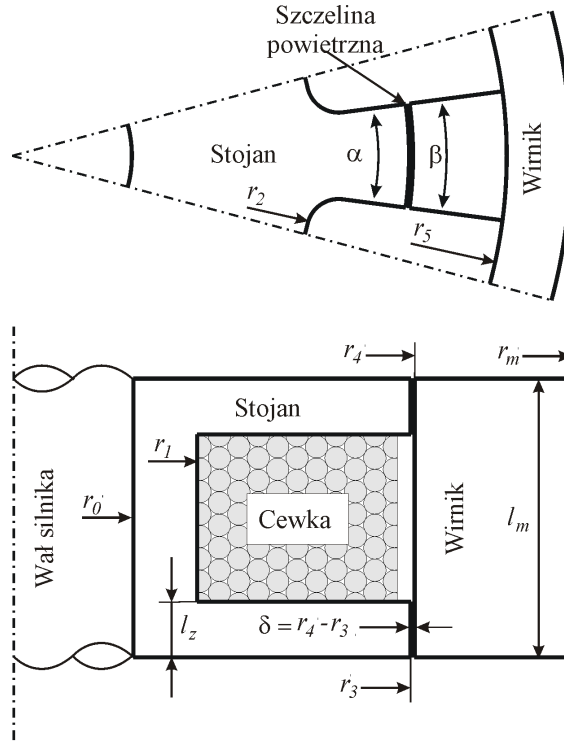 Szczelina
powietrzna
Stojan
α
β
Wirnik
r2
r5
r4
rm
Stojan
r1
Wał silnika
r0
Cewka
Wirnik
lm
lz
δ = r4 - r3
r3